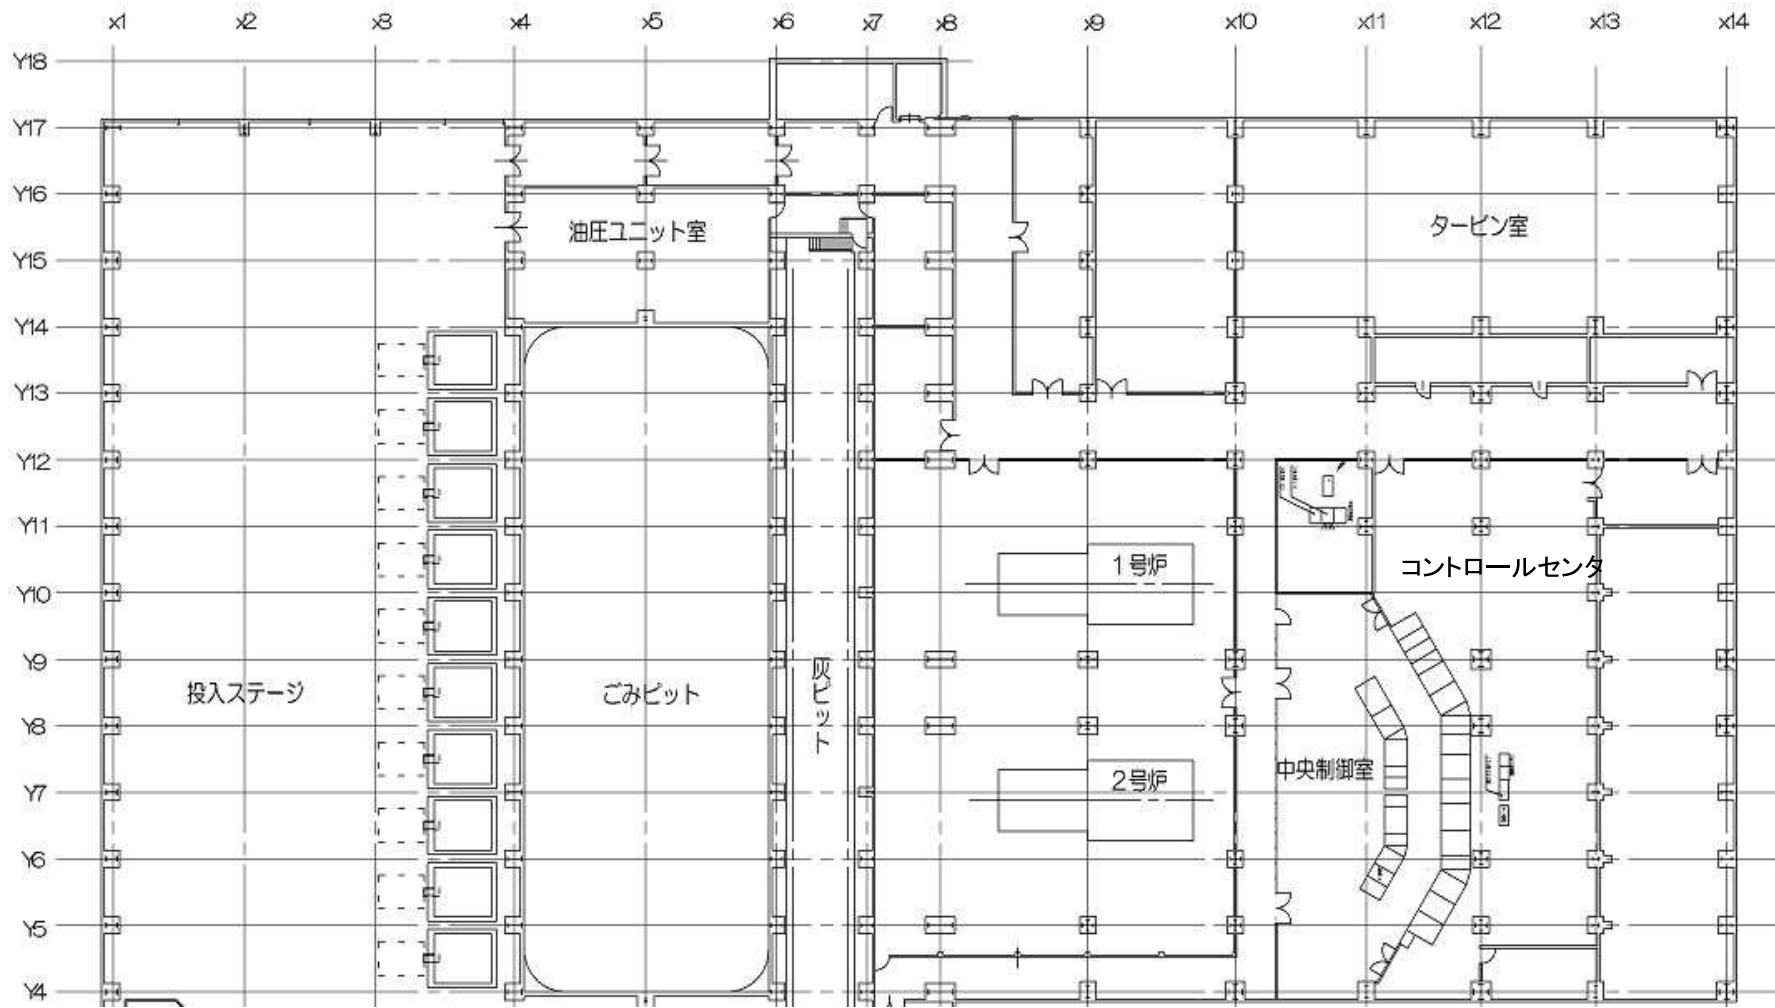 x1 x2 x3 x4 x5 x6 x7 x8 x9 x10 x11 x12 x13 x14
Y18
Y17
Y16
油圧ユニット室
タービン室
Y15
Y14
Y13
Y12
Y11
1号炉
コントロールセンタ
Y10
Y9
投入ステージ
ごみピット
灰ピット
Y8
中央制御室
2号炉
Y7
Y6
Y5
Y4